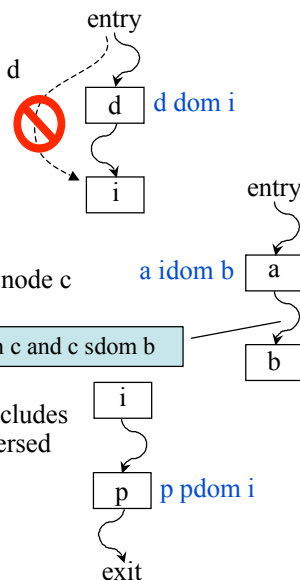 entry
d
d
d dom i
i
entry
node c
a idom b
a
c and c sdom b
b
i
cludes
ersed
p
p pdom i
exit